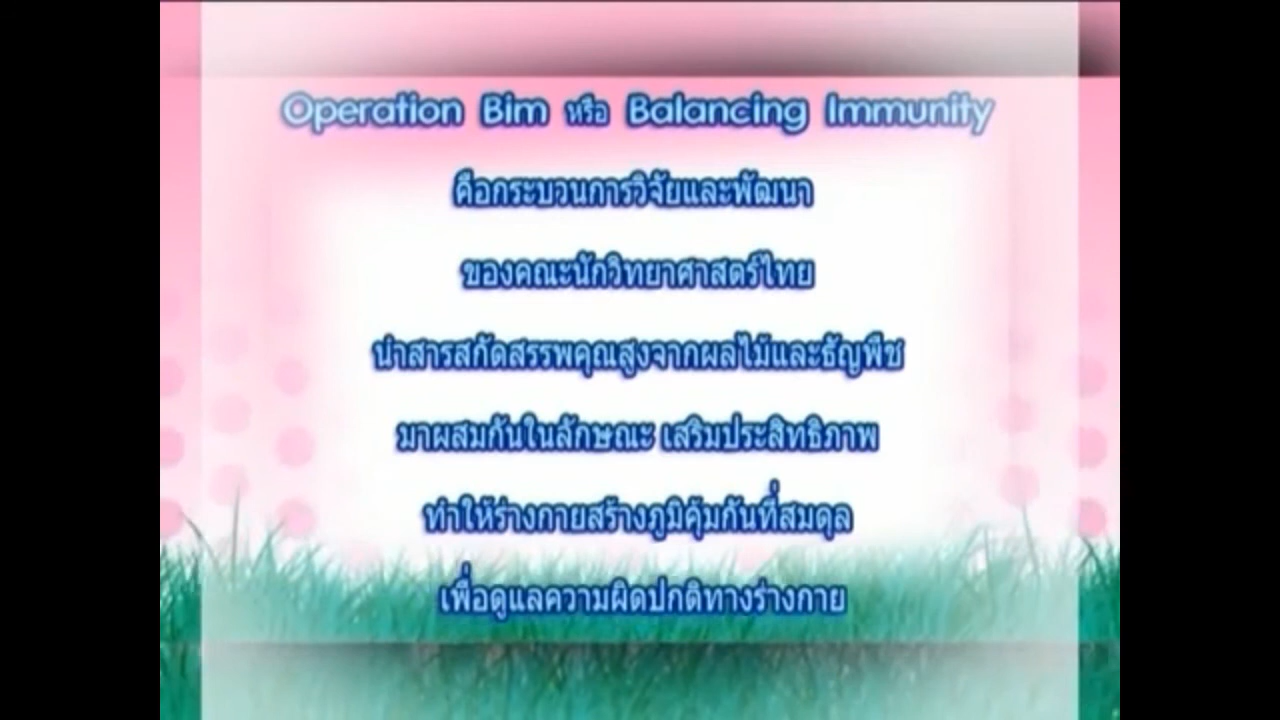 Operation Bim หรือ Balancing Immunity
คือกระบวนการวิจัยและพัฒนา
ของคณะนักวิทยาศาสตร์ไทย
นำสารสกัดสรรพคุณสูงจากผลไม้และธัญพืช
มาผสมกันในลักษณะ เสริมประสิทธิภาพ
ทำให้ร่างกายสร้างภูมิคุ้มกันที่สมดุล
เพื่อดูแลความผิดปกติทางร่างกาย